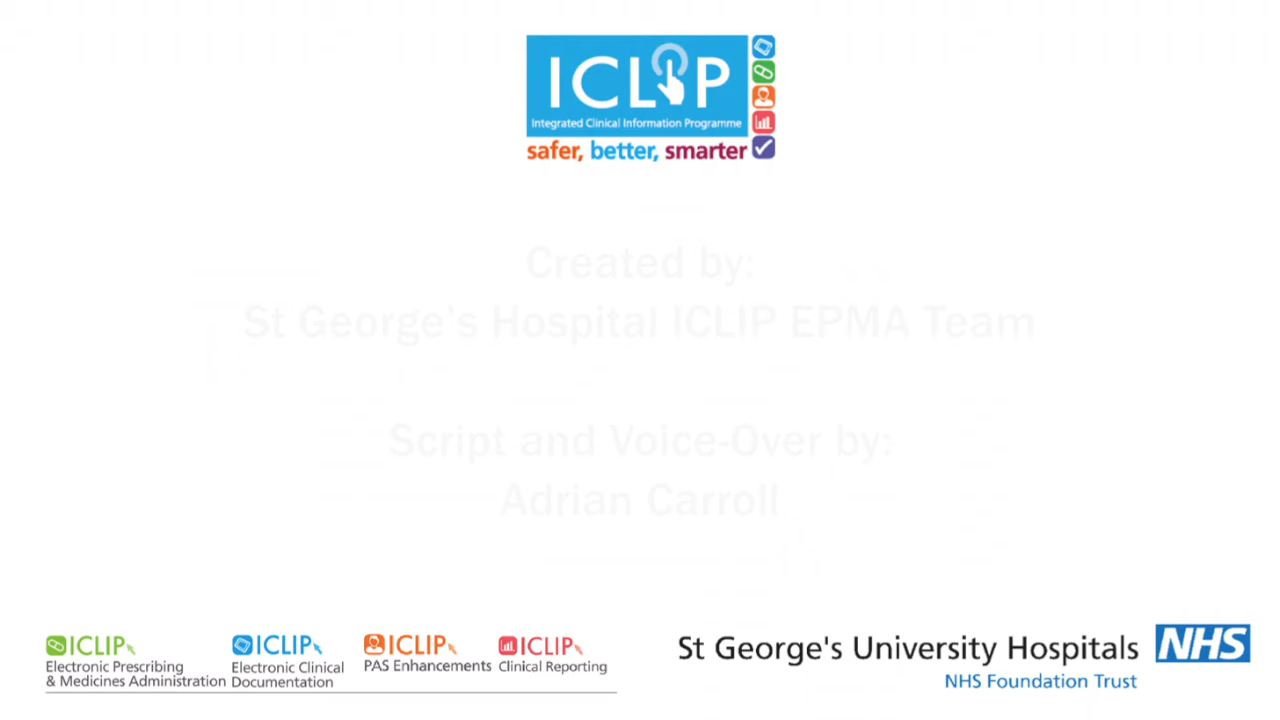 ICLIP
Integrated Clinical Information Programme
safer, better, smarter
Created by:
St George's Hospital ICLIP EPMA Team
Script and Voice-Over by:
Adrian Carroll
ICLIP
Electronic Prescribing
& Medicines Administration
ICLIP
Electronic Clinical
Documentation
ICLIP
PAS Enhancements
ICLIP
Clinical Reporting
St George's University Hospitals
NHS
NHS Foundation Trust